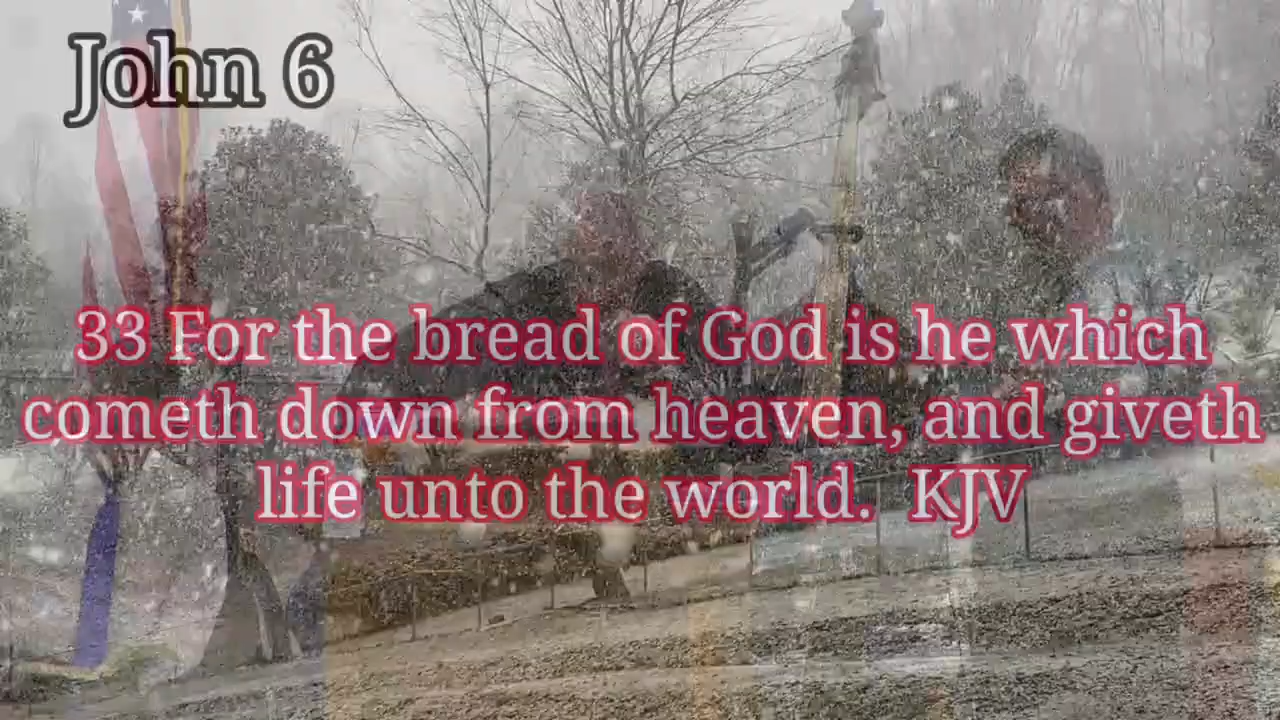 John 6
33 For the bread of God is he which
cometh down from heaven, and giveth
life unto the world.  KJV